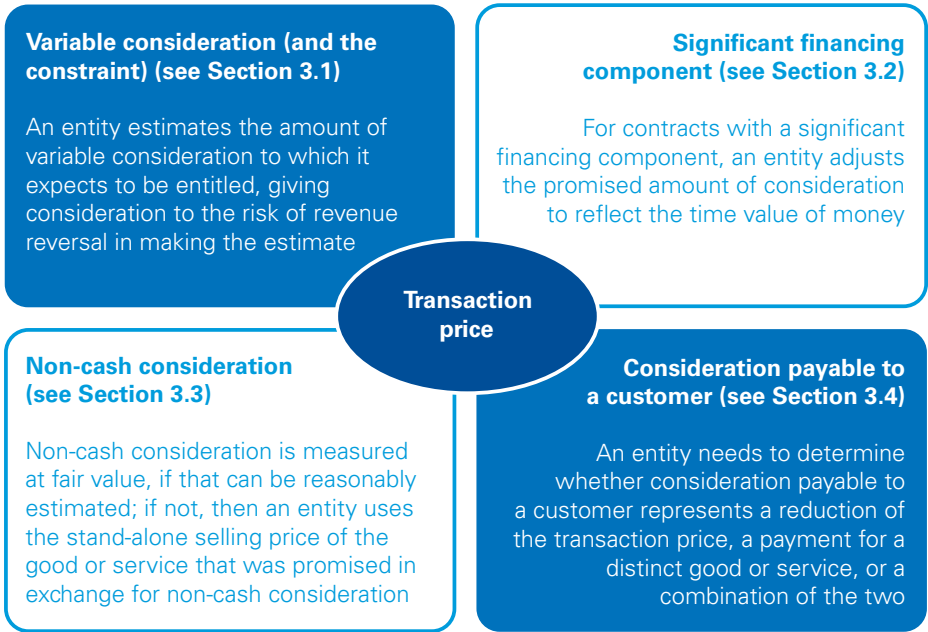 Variable consideration (and the
constraint) (see Section 3.1)
An entity estimates the amount of
variable consideration to which it
expects to be entitled, giving
consideration to the risk of revenue
reversal in making the estimate
Significant financing
component (see Section 3.2)
For contracts with a significant
financing component, an entity adjusts
the promised amount of consideration
to reflect the time value of money
Transaction
price
Non-cash consideration
(see Section 3.3)
Non-cash consideration is measured
at fair value, if that can be reasonably
estimated; if not, then an entity uses
the stand-alone selling price of the
good or service that was promised in
exchange for non-cash consideration
Consideration payable to
a customer (see Section 3.4)
An entity needs to determine
whether consideration payable to
a customer represents a reduction of
the transaction price, a payment for a
distinct good or service, or a
combination of the two